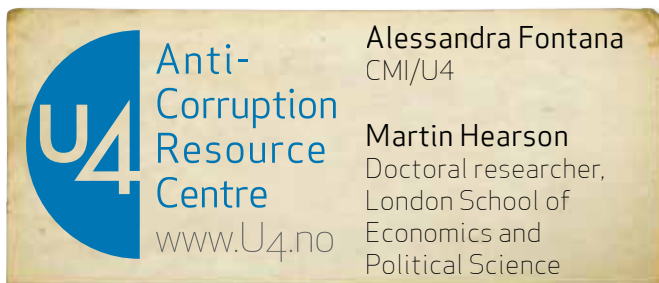 U4
Anti-
Corruption
Resource
Centre
www.U4.no
Alessandra Fontana
CMI/U4
Martin Hearson
Doctoral researcher,
London School of
Economics and
Political Science